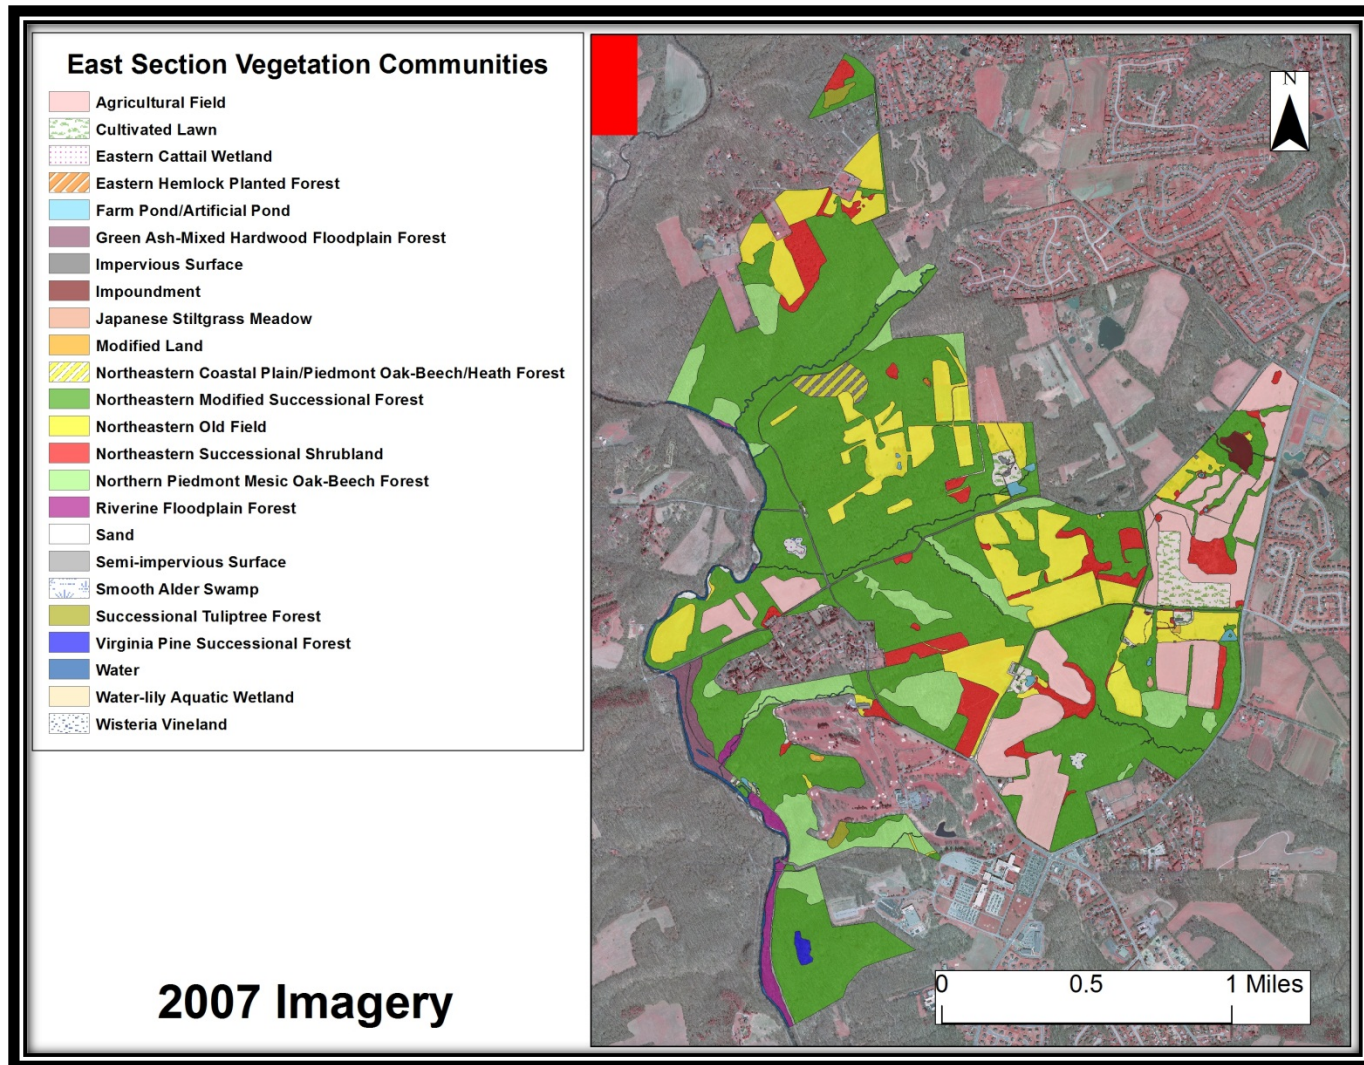 East Section Vegetation Communities
Agricultural Field
Cultivated Lawn
Eastern Cattail Wetland
Eastern Hemlock Planted Forest
Farm Pond/Artificial Pond
Green Ash-Mixed Hardwood Floodplain Forest
Impervious Surface
Impoundment
Japanese Stiltgrass Meadow
Modified Land
Northeastern Coastal Plain/Piedmont Oak-Beech/Heath Forest
Northeastern Modified Successional Forest
Northeastern Old Field
Northeastern Successional Shrubland
Northern Piedmont Mesic Oak-Beech Forest
Riverine Floodplain Forest
Sand
Semi-impervious Surface
Smooth Alder Swamp
Successional Tuliptree Forest
Virginia Pine Successional Forest
Water
Water-lily Aquatic Wetland
Wisteria Vineland
2007 Imagery
N
0 0.5 1 Miles